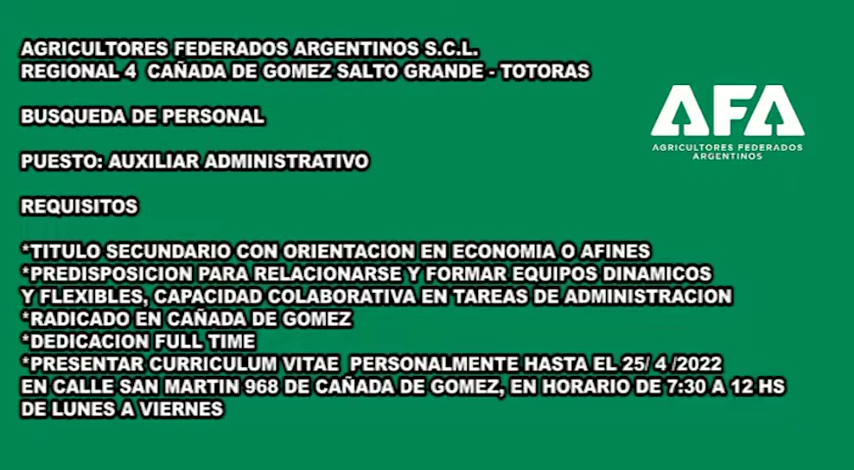 AGRICULTORES FEDERADOS ARGENTINOS S.C.L.
REGIONAL 4 CAÑADA DE GOMEZ SALTO GRANDE - TOTORAS
BUSQUEDA DE PERSONAL
PUESTO: AUXILIAR ADMINISTRATIVO
REQUISITOS
*TITULO SECUNDARIO CON ORIENTACION EN ECONOMIA O AFINES
*PREDISPOSICION PARA RELACIONARSE Y FORMAR EQUIPOS DINAMICOS
Y FLEXIBLES, CAPACIDAD COLABORATIVA EN TAREAS DE ADMINISTRACION
*RADICADO EN CAÑADA DE GOMEZ
*DEDICACION FULL TIME
*PRESENTAR CURRICULUM VITAE PERSONALMENTE HASTA EL 25/ 4 /2022
EN CALLE SAN MARTIN 968 DE CAÑADA DE GOMEZ, EN HORARIO DE 7:30 A 12 HS
DE LUNES A VIERNES
AFA
AGRICULTORES FEDERADOS
ARGENTINOS